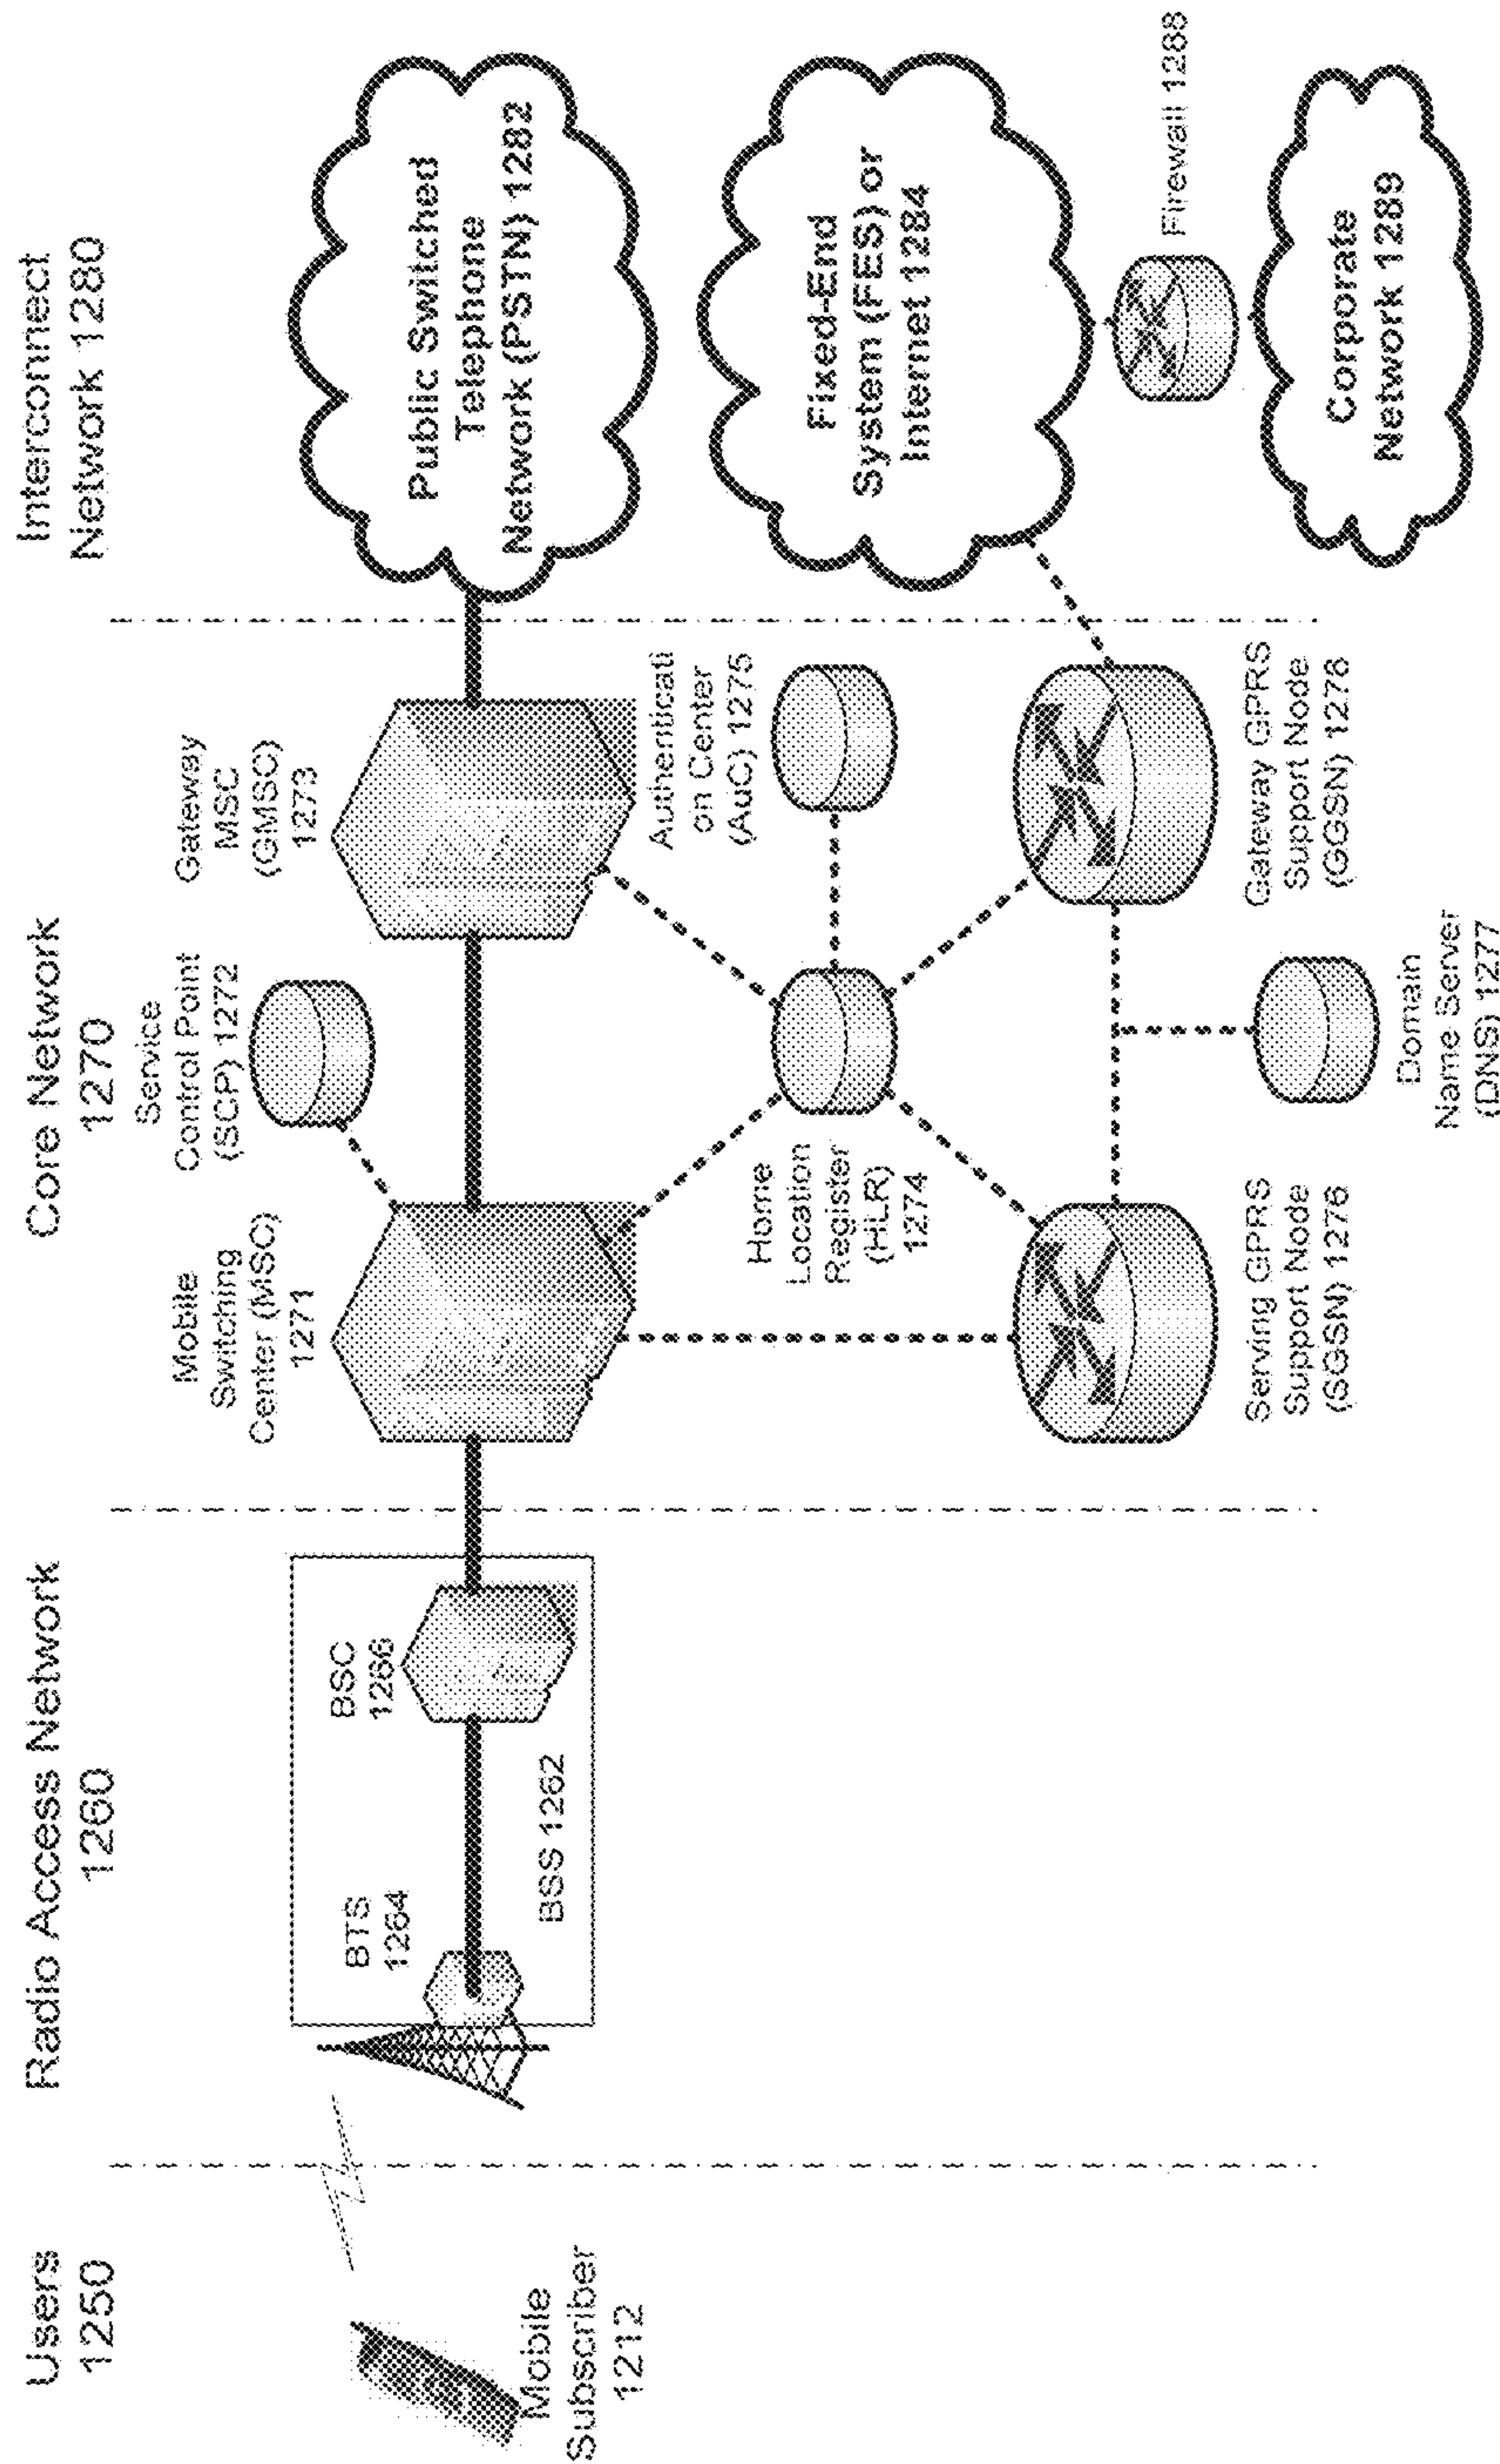 Users
1250
Radio Access Network
1260
Core Network
1270
Interconnect
Network 1280
Mobile
Subscriber
1212
BTS
1264
BSC
1266
BSS 1262
Mobile
Switching
Center (MSC)
1271
Service
Control Point
(SCP) 1272
Gateway
MSC
(GMSC)
1273
Home
Location
Register
(HLR)
1274
Authenticati
on Center
(AuC) 1275
Serving GPRS
Support Node
(SGSN) 1276
Domain
Name Server
(DNS) 1277
Gateway GPRS
Support Node
(GGSN) 1278
Public Switched
Telephone
Network (PSTN) 1282
Fixed-End
System (FES) or
Internet 1284
Firewall 1288
Corporate
Network 1289